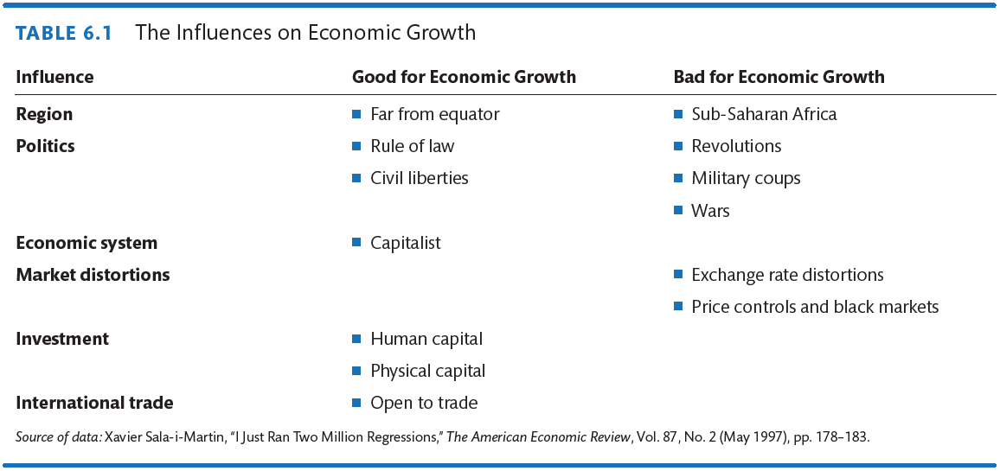 TABLE 6.1 The Influences on Economic Growth
Influence Good for Economic Growth Bad for Economic Growth
Region Far from equator Sub-Saharan Africa
Politics Rule of law Revolutions
Civil liberties Military coups
Wars
Economic system Capitalist
Market distortions Exchange rate distortions
Price controls and black markets
Investment Human capital
Physical capital
International trade Open to trade
Source of data: Xavier Sala-i-Martin, “I Just Ran Two Million Regressions,” The American Economic Review, Vol. 87, No. 2 (May 1997), pp. 178–183.